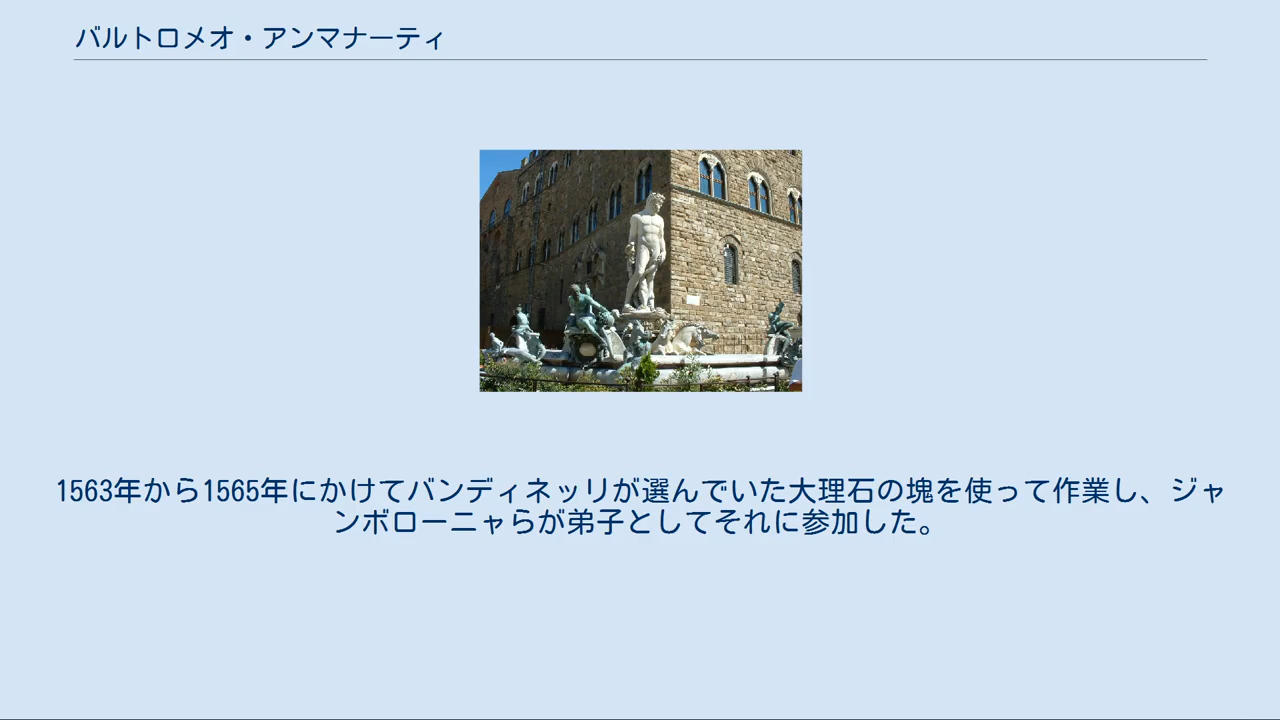 バルトロメオ・アンマナーティ
1563年から1565年にかけてバンディネッリが選んでいた大理石の塊を使って作業し、ジャ
ンボローニャらが弟子としてそれに参加した。